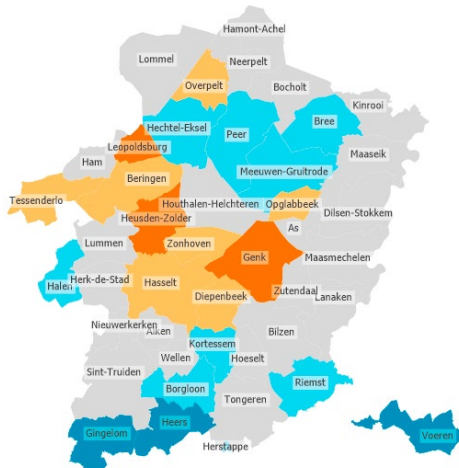 Hamont-Achel
Lommel
Neerpelt
Overpelt
Bocholt
Kinrooi
Bree
Hechtel-Eksel
Peer
Leopoldsburg
Maaseik
Ham
Meeuwen-Gruitrode
Beringen
Tessenderlo
Houthalen-Helchteren
Opglabbeek
Dilsen-Stokkem
Heusden-Zolder
As
Lummen
Zonhoven
Genk
Maasmechelen
Herk-de-Stad
Hasselt
Halen
Zutendaal
Diepenbeek
Lanaken
Nieuwerkerken
Alken
Bilzen
Kortessem
Wellen
Hoeselt
Sint-Truiden
Riemst
Borgloon
Tongeren
Heers
Gingelom
Voeren
Herstappe